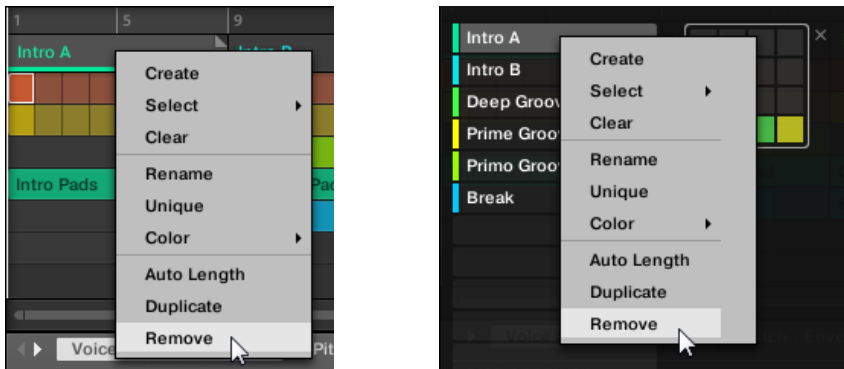 1 5 9
Intro A
Create
Select
Clear
Intro Pads
Rename
Unique
Color
Auto Length
Duplicate
Remove
Voice
Pit
Intro A
Intro B
Deep Groov
Prime Groo
Primo Groo
Break
Create
Select
Clear
Rename
Unique
Color
Auto Length
Duplicate
Remove